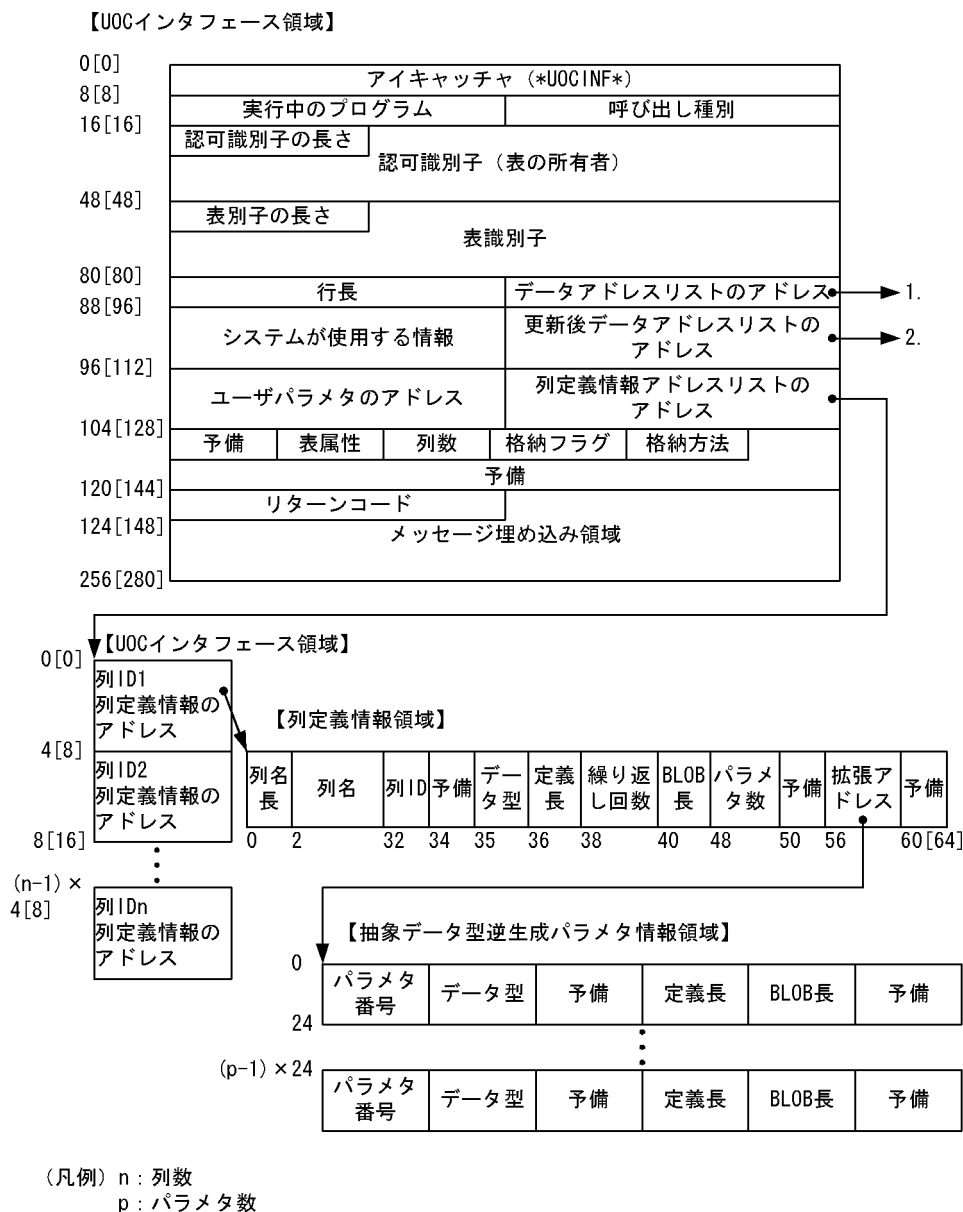 【UOCインタフェース領域】
0[0]
アイキャッチャ(*UOCINF*)
8[8]
実行中のプログラム
呼び出し種別
16[16]
認可識別子の長さ
認可識別子(表の所有者)
48[48]
表別子の長さ
表識別子
80[80]
行長
データアドレスリストのアドレス
1.
88[96]
システムが使用する情報
更新後データアドレスリストの
アドレス
2.
96[112]
ユーザパラメタのアドレス
列定義情報アドレスリストの
アドレス
104[128]
予備
表属性
列数
格納フラグ
格納方法
予備
120[144]
リターンコード
124[148]
メッセージ埋め込み領域
256[280]
【UOCインタフェース領域】
0[0]
列ID1
列定義情報の
アドレス
4[8]
列ID2
列定義情報の
アドレス
8[16]
(n-1)×
4[8]
列IDn
列定義情報の
アドレス
【列定義情報領域】
列名
長
列名
列ID
予備
デー
タ型
定義
長
繰り返
し回数
BLOB
長
パラメ
タ数
予備
拡張ア
ドレス
予備
0
2
32
34
35
36
38
40
48
50
56
60[64]
【抽象データ型逆生成パラメタ情報領域】
0
パラメタ
番号
データ型
予備
定義長
BLOB長
予備
24
(p-1)×24
パラメタ
番号
データ型
予備
定義長
BLOB長
予備
(凡例)n:列数
p:パラメタ数